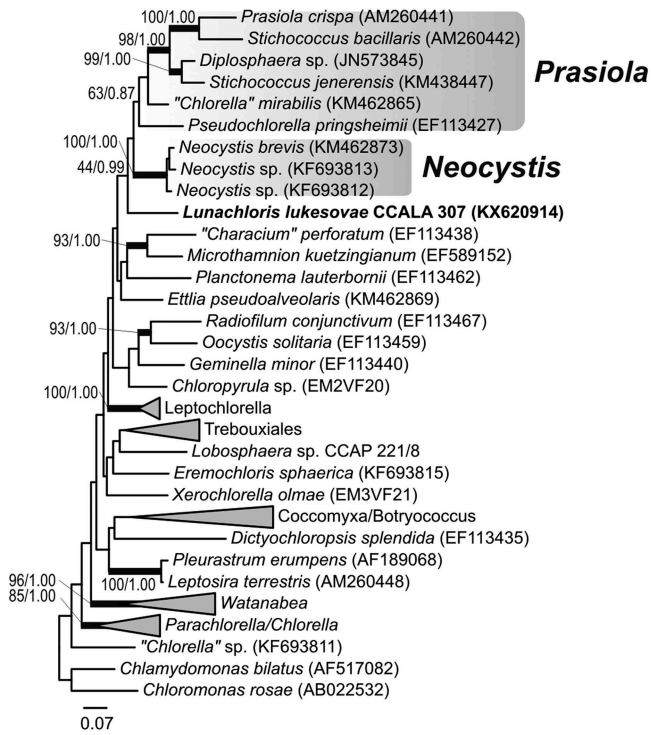 100/1.00 Prasiola crispa (AM260441)
98/1.00 Stichococcus bacillaris (AM260442)
99/1.00 Diplosphaera sp. (JN573845)
Prasiola
Stichococcus jenerensis (KM438447)
63/0.87 "Chlorella" mirabilis (KM462865)
Pseudochlorella pringsheimii (EF113427)
100/1.00 Neocystis brevis (KM462873)
44/0.99 Neocystis sp. (KF693813)
Neocystis
Neocystis sp. (KF693812)
Lunachloris lukesovae CCALA 307 (KX620914)
93/1.00 "Characium" perforatum (EF113438)
Microthamnion kuetzingianum (EF589152)
Planctonema lauterbornii (EF113462)
Ettlia pseudoalveolaris (KM462869)
93/1.00 Radiofilum conjunctivum (EF113467)
Oocystis solitaria (EF113459)
Geminella minor (EF113440)
Chloropyrula sp. (EM2VF20)
100/1.00 Leptochlorella
Trebouxiales
Lobosphaera sp. CCAP 221/8
Eremochloris sphaerica (KF693815)
Xerochlorella olmae (EM3VF21)
Coccomyxa/Botryococcus
Dictyochloropsis splendida (EF113435)
Pleurastrum erumpens (AF189068)
100/1.00 Leptosira terrestris (AM260448)
96/1.00 Watanabea
85/1.00 Parachlorella/Chlorella
"Chlorella" sp. (KF693811)
Chlamydomonas bilatus (AF517082)
Chloromonas rosae (AB022532)
0.07